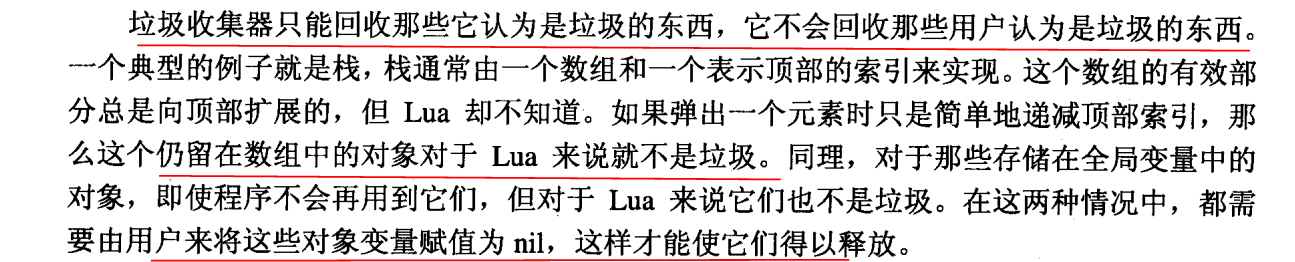 垃圾收集器只能回收那些它认为是垃圾的东西，它不会回收那些用户认为是垃圾的东西。
一个典型的例子就是栈，栈通常由一个数组和一个表示顶部的索引来实现。这个数组的有效部
分总是向顶部扩展的，但 Lua 却不知道。如果弹出一个元素时只是简单地递减顶部索引，那
么这个仍留在数组中的对象对于 Lua 来说就不是垃圾。同理，对于那些存储在全局变量中的
对象，即使程序不会再用到它们，但对于 Lua 来说它们也不是垃圾。在这两种情况中，都需
要由用户来将这些对象变量赋值为 nil，这样才能使它们得以释放。